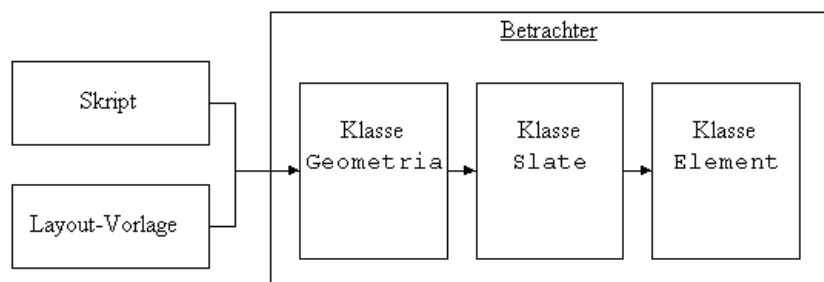 Betrachter
Skript
Layout-Vorlage
Klasse
Geometria
Klasse
Slate
Klasse
Element